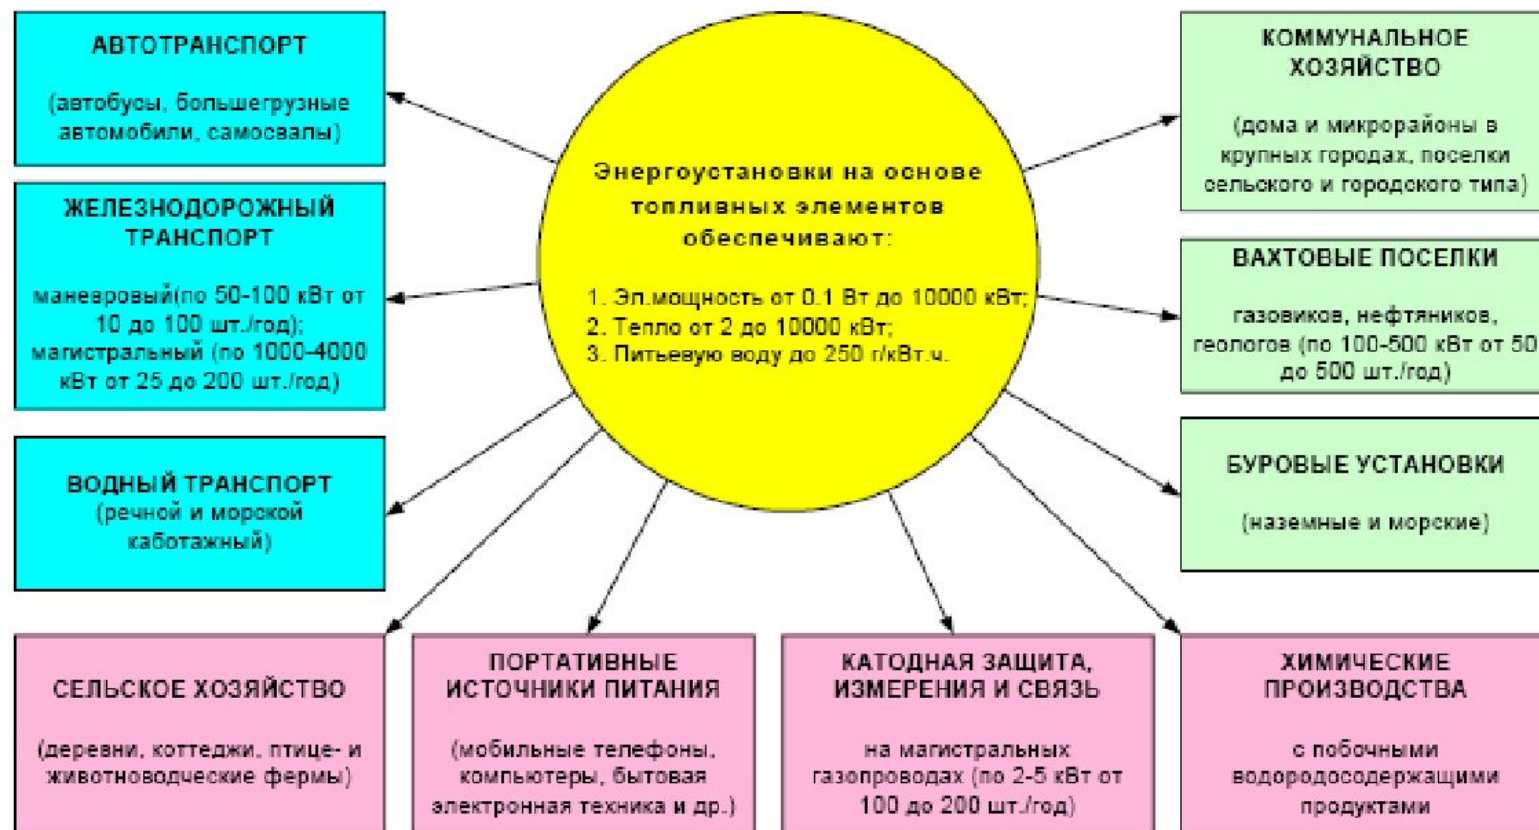 АВТОТРАНСПОРТ
(автобусы, большегрузные
автомобили, самосвалы)
ЖЕЛЕЗНОДОРОЖНЫЙ
ТРАНСПОРТ
маневровый(по 50-100 кВт от
10 до 100 шт./год);
магистральный (по 1000-4000
кВт от 25 до 200 шт./год)
ВОДНЫЙ ТРАНСПОРТ
(речной и морской
каботажный)
Энергоустановки на основе
топливных элементов
обеспечивают:
1. Эл.мощность от 0.1 Вт до 10000 кВт;
2. Тепло от 2 до 10000 кВт;
3. Питьевую воду до 250 г/кВт.ч.
КОММУНАЛЬНОЕ
ХОЗЯЙСТВО
(дома и микрорайоны в
крупных городах, поселки
сельского и городского типа)
ВАХТОВЫЕ ПОСЕЛКИ
газовиков, нефтяников,
геологов (по 100-500 кВт от 50
до 500 шт./год)
БУРОВЫЕ УСТАНОВКИ
(наземные и морские)
СЕЛЬСКОЕ ХОЗЯЙСТВО
(деревни, коттеджи, птице- и
животноводческие фермы)
ПОРТАТИВНЫЕ
ИСТОЧНИКИ ПИТАНИЯ
(мобильные телефоны,
компьютеры, бытовая
электронная техника и др.)
КАТОДНАЯ ЗАЩИТА,
ИЗМЕРЕНИЯ И СВЯЗЬ
на магистральных
газопроводах (по 2-5 кВт от
100 до 200 шт./год)
ХИМИЧЕСКИЕ
ПРОИЗВОДСТВА
с побочными
водородосодержащими
продуктами